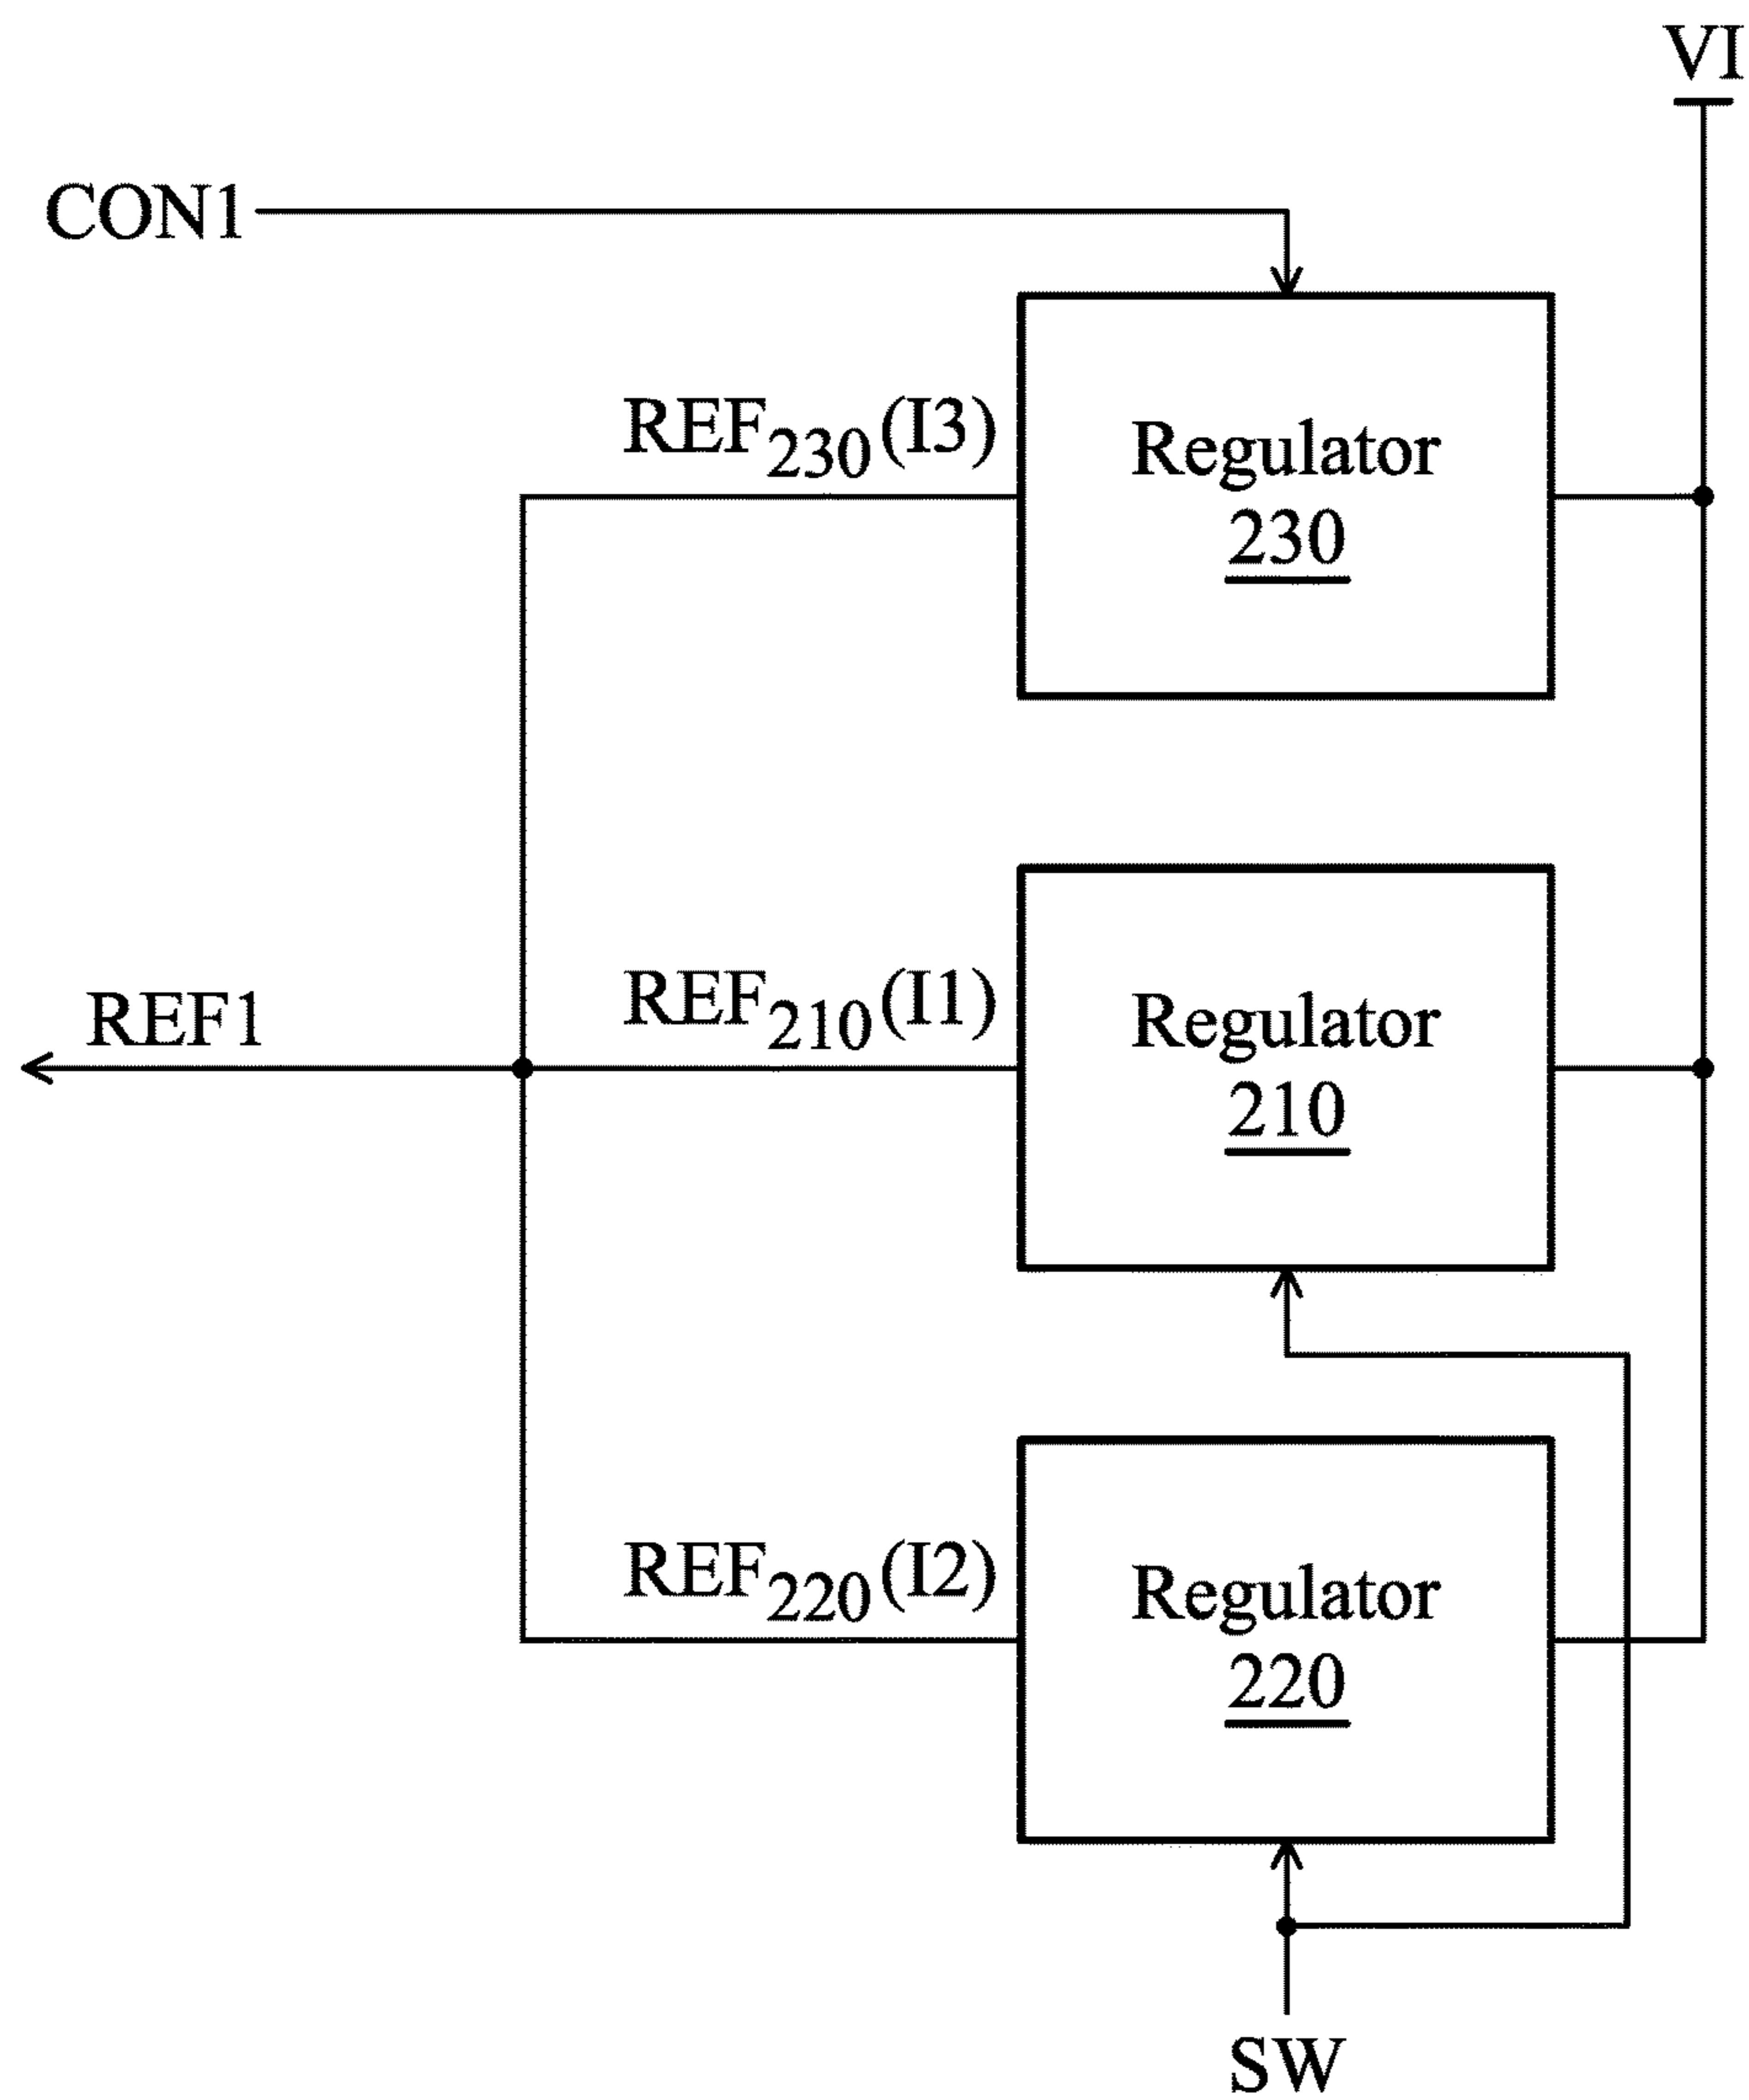 VI
CON1
REF230(I3)
Regulator
230
REF1
REF210(I1)
Regulator
210
REF220(I2)
Regulator
220
SW